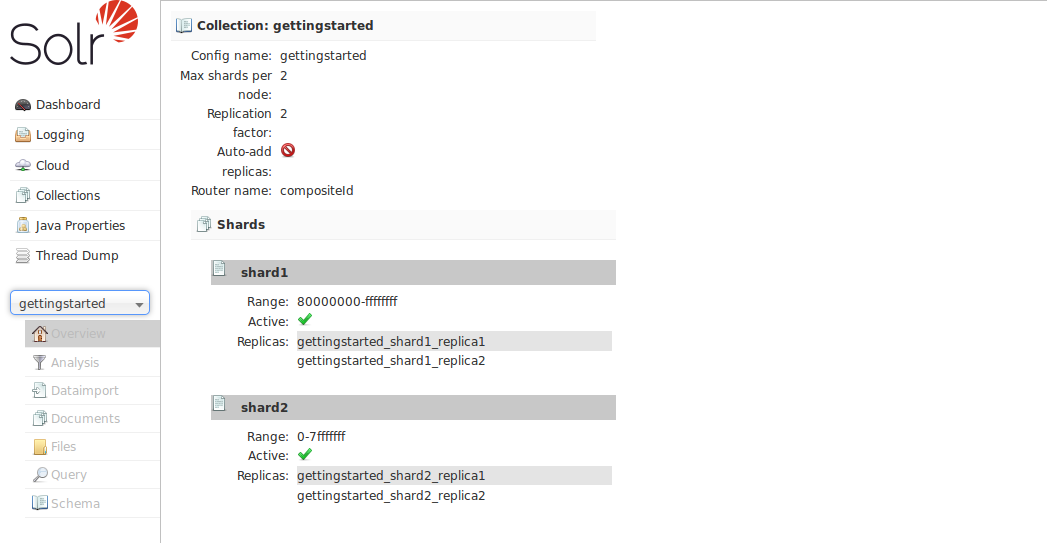 Solr
Dashboard
Logging
Cloud
Collections
Java Properties
Thread Dump
gettingstarted
Overview
Analysis
Dataimport
Documents
Files
Query
Schema
Collection: gettingstarted
Config name: gettingstarted
Max shards per 2
node:
Replication 2
factor:
Auto-add
replicas:
Router name: compositeId
Shards
shard1
Range: 80000000-ffffffff
Active:
Replicas: gettingstarted_shard1_replica1
gettingstarted_shard1_replica2
shard2
Range: 0-7fffffff
Active:
Replicas: gettingstarted_shard2_replica1
gettingstarted_shard2_replica2